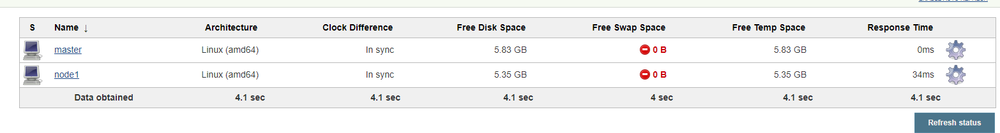 ENABLE AUTO REFRESH
S Name ↓ Architecture Clock Difference Free Disk Space Free Swap Space Free Temp Space Response Time
master Linux (amd64) In sync 5.83 GB 0 B 5.83 GB 0ms
node1 Linux (amd64) In sync 5.35 GB 0 B 5.35 GB 34ms
Data obtained 4.1 sec 4.1 sec 4.1 sec 4 sec 4.1 sec 4.1 sec
Refresh status